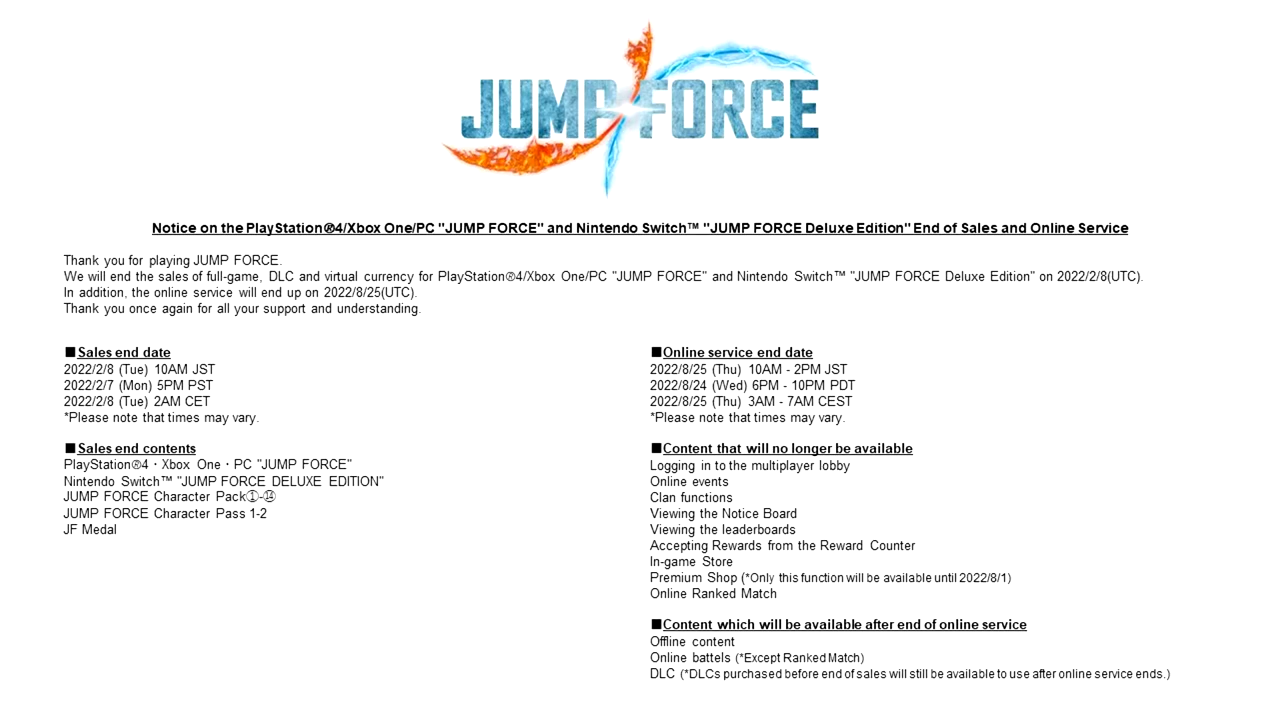 JUMP FORCE
Notice on the PlayStation®4/Xbox One/PC "JUMP FORCE" and Nintendo Switch™ "JUMP FORCE Deluxe Edition" End of Sales and Online Service
Thank you for playing JUMP FORCE.
We will end the sales of full-game, DLC and virtual currency for PlayStation®4/Xbox One/PC "JUMP FORCE" and Nintendo Switch™ "JUMP FORCE Deluxe Edition" on 2022/2/8(UTC).
In addition, the online service will end up on 2022/8/25(UTC).
Thank you once again for all your support and understanding.
■Sales end date
2022/2/8 (Tue) 10AM JST
2022/2/7 (Mon) 5PM PST
2022/2/8 (Tue) 2AM CET
*Please note that times may vary.
■Sales end contents
PlayStation®4・Xbox One・PC "JUMP FORCE"
Nintendo Switch™ "JUMP FORCE DELUXE EDITION"
JUMP FORCE Character Pack①-⑭
JUMP FORCE Character Pass 1-2
JF Medal
■Online service end date
2022/8/25 (Thu) 10AM - 2PM JST
2022/8/24 (Wed) 6PM - 10PM PDT
2022/8/25 (Thu) 3AM - 7AM CEST
*Please note that times may vary.
■Content that will no longer be available
Logging in to the multiplayer lobby
Online events
Clan functions
Viewing the Notice Board
Viewing the leaderboards
Accepting Rewards from the Reward Counter
In-game Store
Premium Shop (*Only this function will be available until 2022/8/1)
Online Ranked Match
■Content which will be available after end of online service
Offline content
Online battels (*Except Ranked Match)
DLC (*DLCs purchased before end of sales will still be available to use after online service ends.)